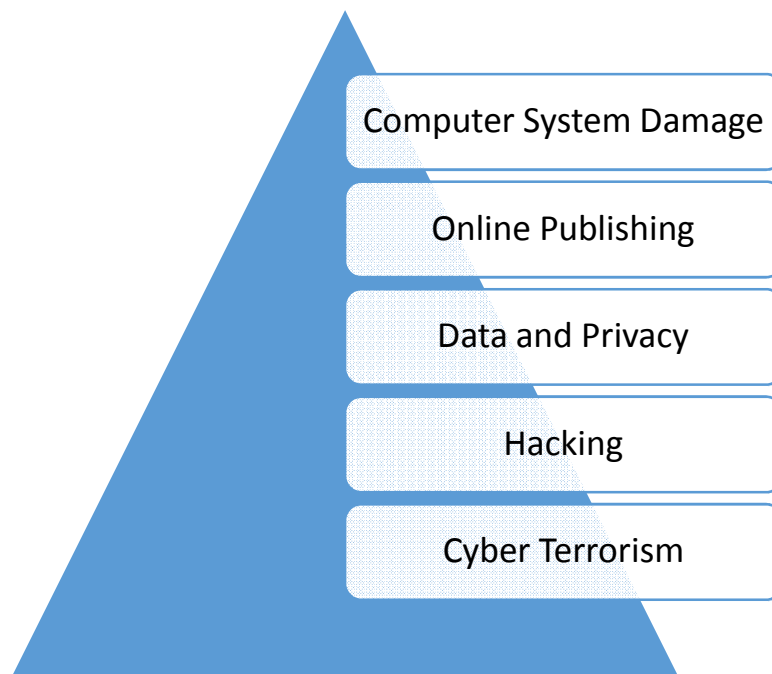 Computer System Damage
Online Publishing
Data and Privacy
Hacking
Cyber Terrorism